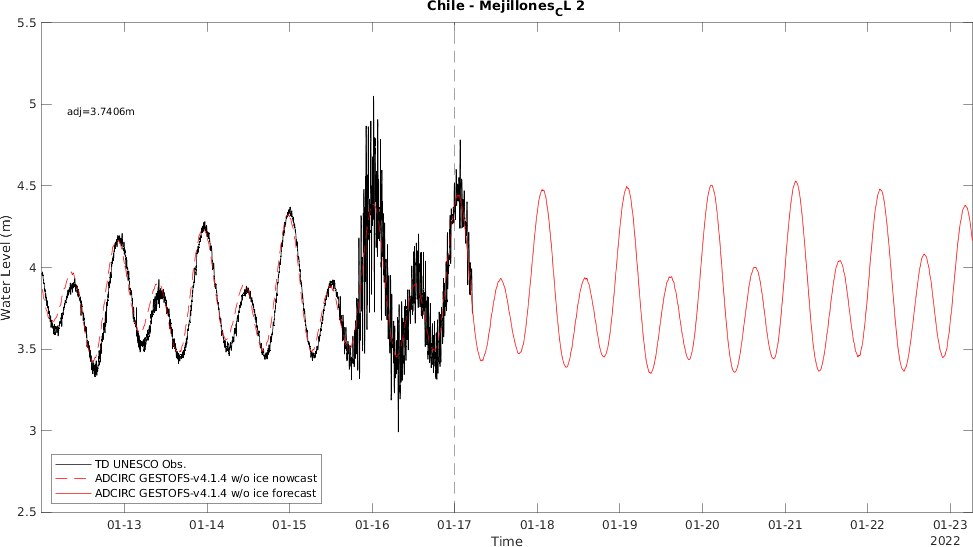 Chile - Mejillones_CL 2
5.5
5
adj=3.7406m
4.5
4
3.5
3
2.5
Water Level (m)
TD UNESCO Obs.
ADCIRC GESTOFS-v4.1.4 w/o ice nowcast
ADCIRC GESTOFS-v4.1.4 w/o ice forecast
01-13 01-14 01-15 01-16 01-17 01-18 01-19 01-20 01-21 01-22 01-23
Time 2022